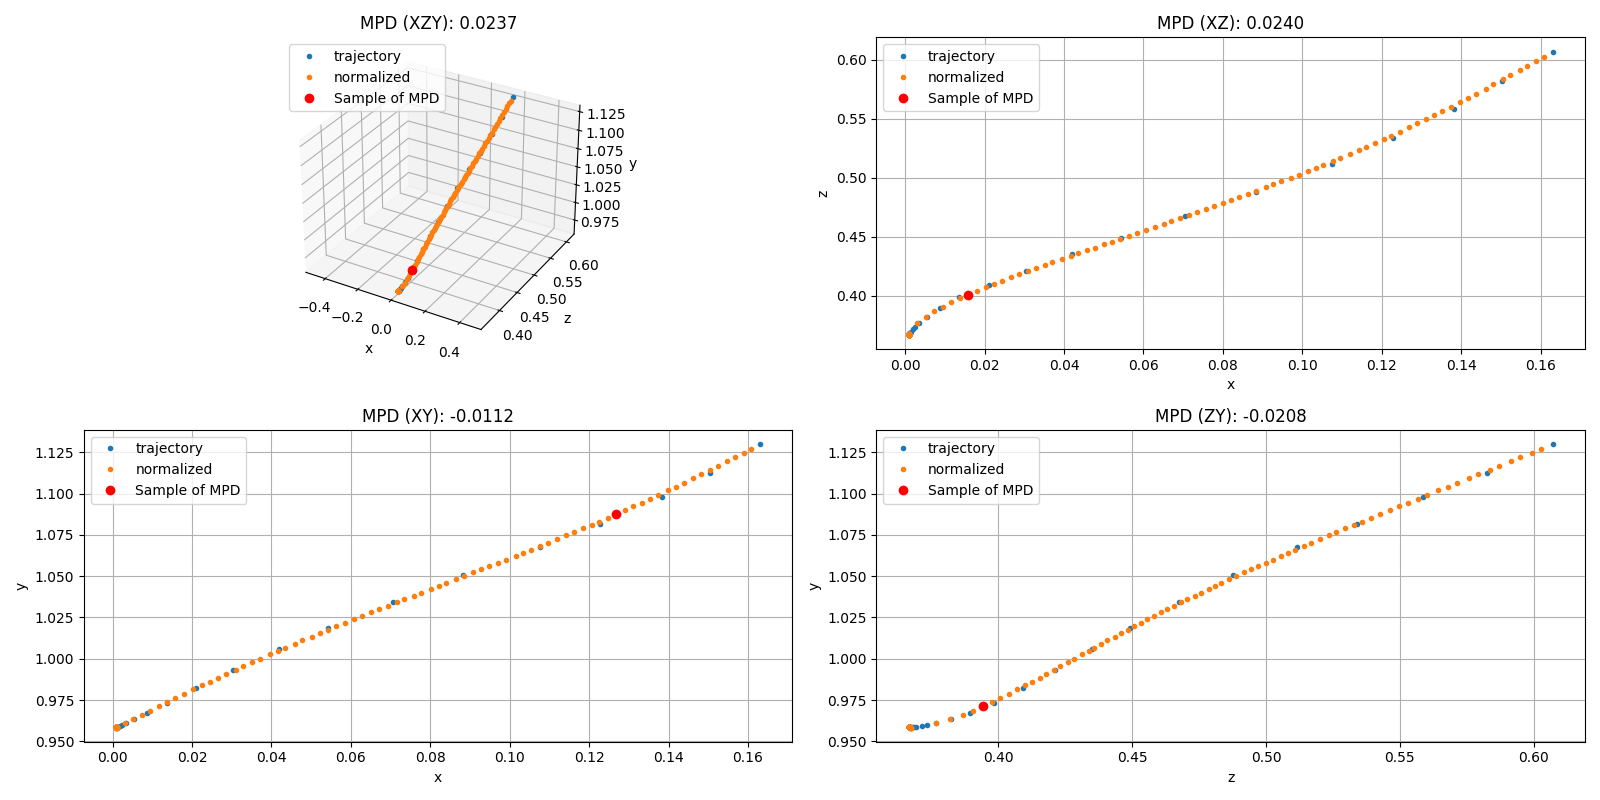 MPD (XZY): 0.0237
trajectory
normalized
Sample of MPD
1.125
1.100
1.075
1.050
1.025
1.000
0.975
y
−0.4
−0.2
0.0
0.2
0.4
x
0.40
0.45
0.50
0.55
0.60
z
MPD (XZ): 0.0240
trajectory
normalized
Sample of MPD
0.60
0.55
0.50
0.45
0.40
z
0.00 0.02 0.04 0.06 0.08 0.10 0.12 0.14 0.16
x
MPD (XY): -0.0112
trajectory
normalized
Sample of MPD
1.125
1.100
1.075
1.050
1.025
1.000
0.975
0.950
y
0.00 0.02 0.04 0.06 0.08 0.10 0.12 0.14 0.16
x
MPD (ZY): -0.0208
trajectory
normalized
Sample of MPD
1.125
1.100
1.075
1.050
1.025
1.000
0.975
0.950
y
0.40 0.45 0.50 0.55 0.60
z